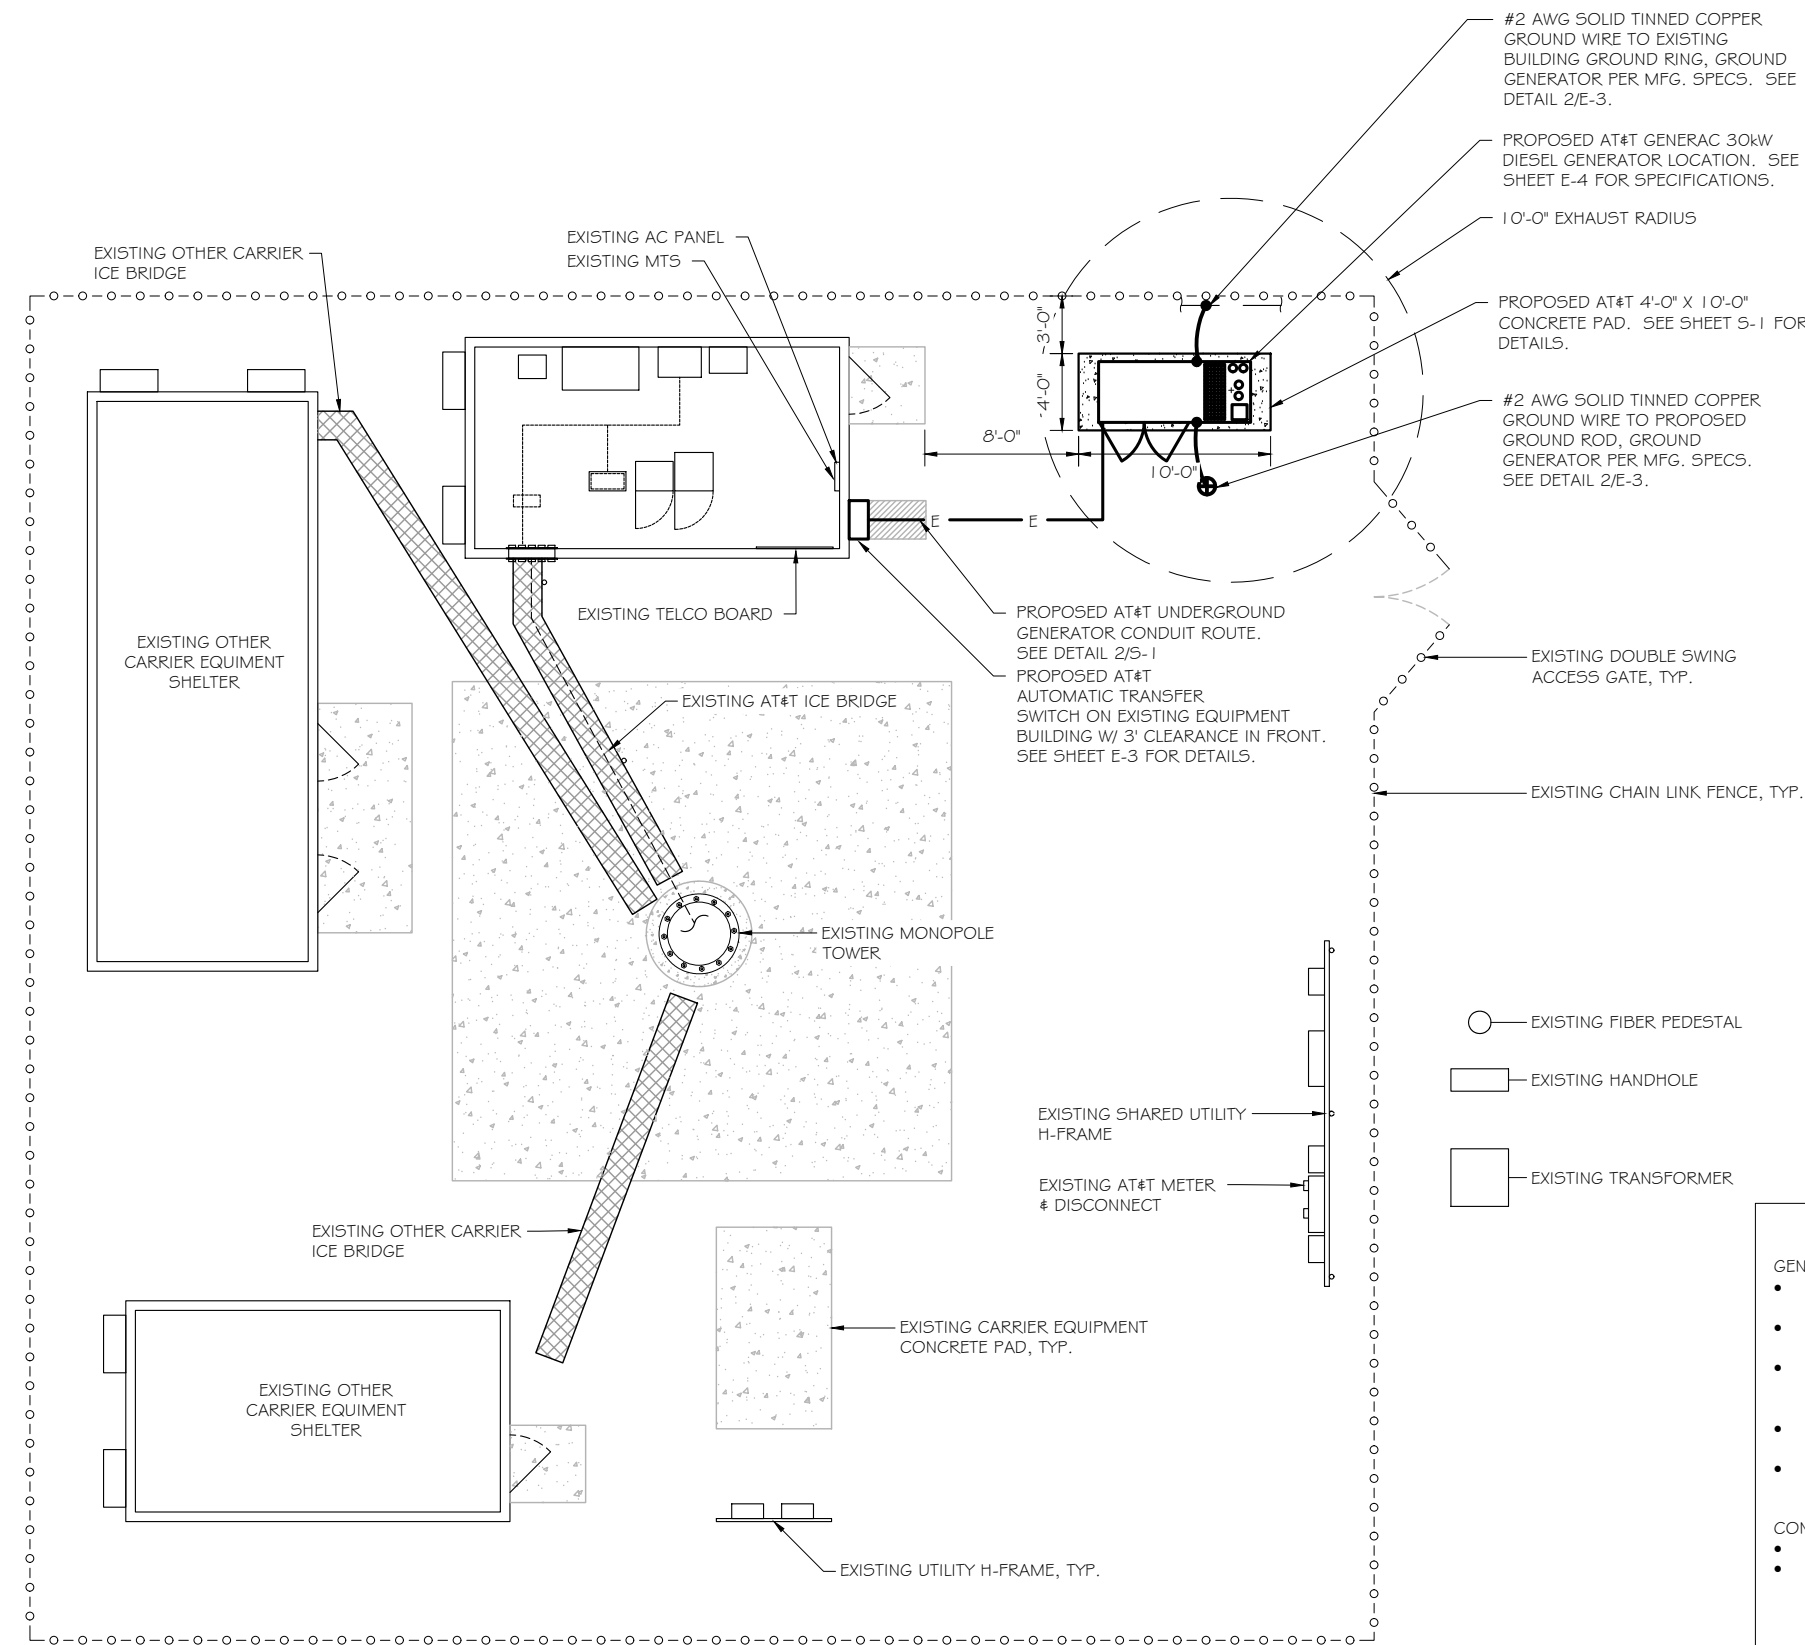 #2 AWG SOLID TINNED COPPER
GROUND WIRE TO EXISTING
BUILDING GROUND RING, GROUND
GENERATOR PER MFG. SPECS. SEE
DETAIL 2/E-3.
PROPOSED AT&T GENERAC 30kW
DIESEL GENERATOR LOCATION. SEE
SHEET E-4 FOR SPECIFICATIONS.
10'-0" EXHAUST RADIUS
EXISTING AC PANEL
EXISTING MTS
EXISTING OTHER CARRIER
ICE BRIDGE
PROPOSED AT&T 4'-0" X 10'-0"
CONCRETE PAD. SEE SHEET S-1 FOR
DETAILS.
~3'-0"
4'-0"
8'-0"
10'-0"
#2 AWG SOLID TINNED COPPER
GROUND WIRE TO PROPOSED
GROUND ROD, GROUND
GENERATOR PER MFG. SPECS.
SEE DETAIL 2/E-3.
E
E
EXISTING TELCO BOARD
PROPOSED AT&T UNDERGROUND
GENERATOR CONDUIT ROUTE.
SEE DETAIL 2/S-1
PROPOSED AT&T
AUTOMATIC TRANSFER
SWITCH ON EXISTING EQUIPMENT
BUILDING W/ 3' CLEARANCE IN FRONT.
SEE SHEET E-3 FOR DETAILS.
EXISTING OTHER
CARRIER EQUIMENT
SHELTER
EXISTING DOUBLE SWING
ACCESS GATE, TYP.
EXISTING AT&T ICE BRIDGE
EXISTING CHAIN LINK FENCE, TYP.
EXISTING MONOPOLE
TOWER
EXISTING FIBER PEDESTAL
EXISTING HANDHOLE
EXISTING SHARED UTILITY
H-FRAME
EXISTING AT&T METER
& DISCONNECT
EXISTING TRANSFORMER
EXISTING OTHER CARRIER
ICE BRIDGE
GEN
EXISTING CARRIER EQUIPMENT
CONCRETE PAD, TYP.
EXISTING OTHER
CARRIER EQUIMENT
SHELTER
CON
EXISTING UTILITY H-FRAME, TYP.